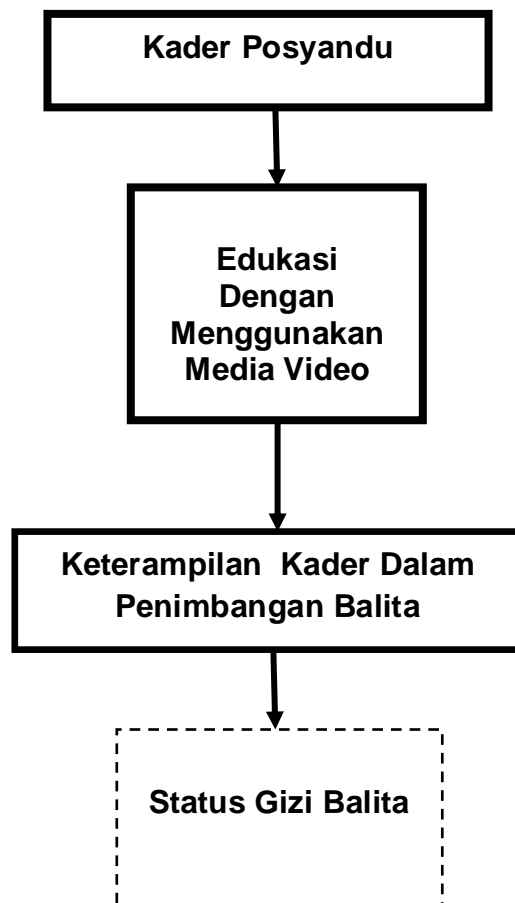 Kader Posyandu
Edukasi
Dengan
Menggunakan
Media Video
Keterampilan  Kader Dalam
Penimbangan Balita
Status Gizi Balita